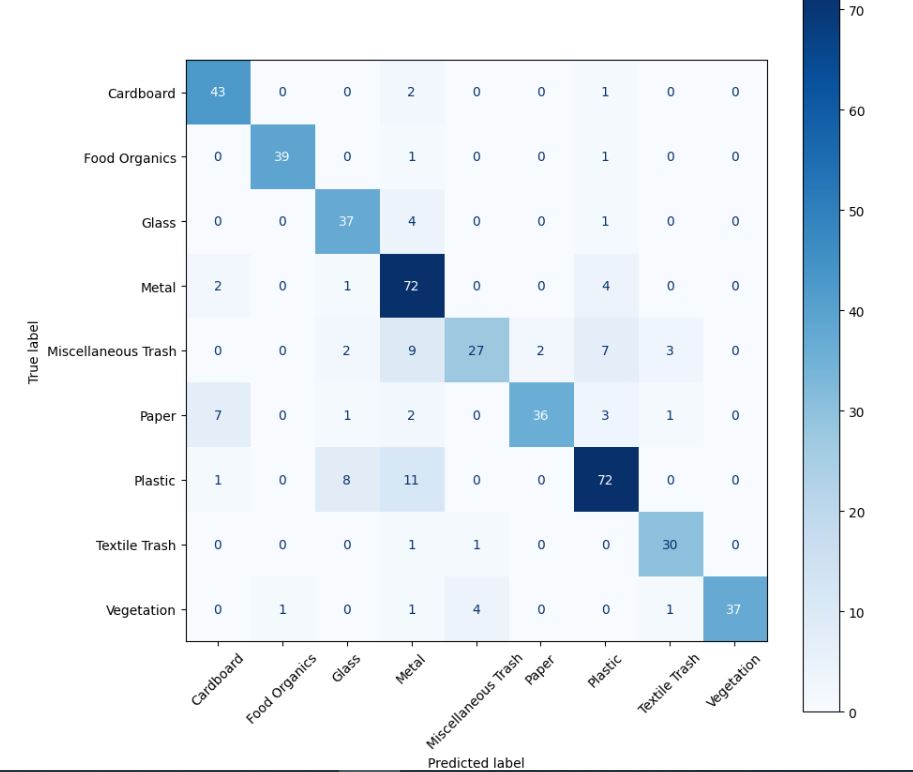 70
60
50
40
30
20
10
0
True label
Cardboard 43 0 0 2 0 0 1 0 0
Food Organics 0 39 0 1 0 0 1 0 0
Glass 0 0 37 4 0 0 1 0 0
Metal 2 0 1 72 0 0 4 0 0
Miscellaneous Trash 0 0 2 9 27 2 7 3 0
Paper 7 0 1 2 0 36 3 1 0
Plastic 1 0 8 11 0 0 72 0 0
Textile Trash 0 0 0 1 1 0 0 30 0
Vegetation 0 1 0 1 4 0 0 1 37
Cardboard Food Organics Glass Metal Miscellaneous Trash Paper Plastic Textile Trash Vegetation
Predicted label